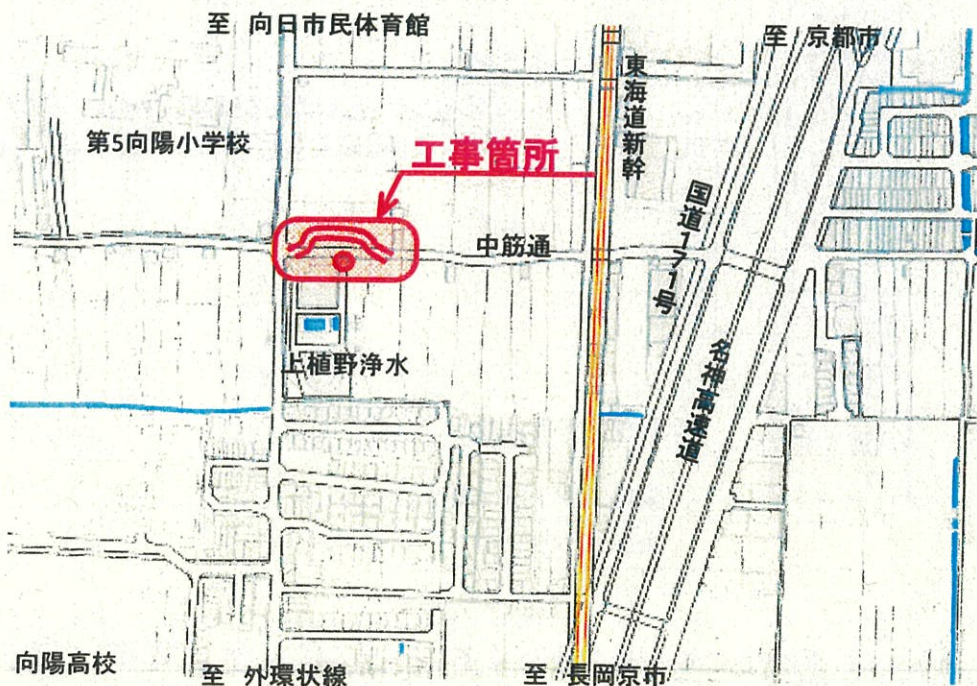 至 向日市民体育館
至 京都市
東海道新幹
第5向陽小学校
工事箇所
国道171号
中筋通
上植野浄水
名神高速道
向陽高校
至 外環状線
至 長岡京市